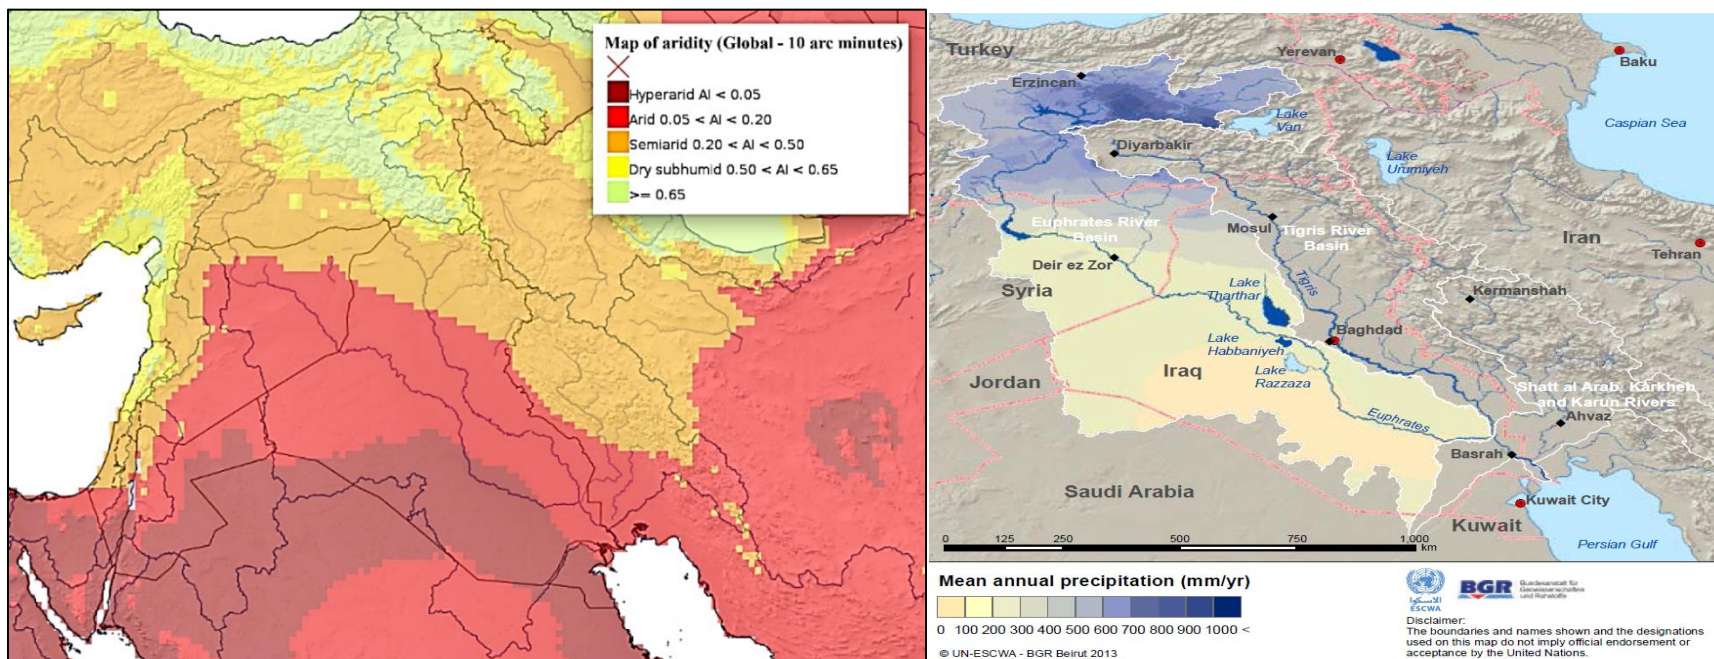 Map of aridity (Global - 10 arc minutes)
Hyperarid AI < 0.05
Arid 0.05 < AI < 0.20
Semiarid 0.20 < AI < 0.50
Dry subhumid 0.50 < AI < 0.65
>= 0.65
Turkey
Yerevan
Baku
Erzincan
Lake
Van
Caspian Sea
Diyarbakir
Lake
Urumiyeh
Euphrates River
Basin
Mosul
Tigris River
Basin
Iran
Tehran
Deir ez Zor
Syria
Lake
Tharthar
Tigris
Kermanshah
Baghdad
Lake
Habbaniyeh
Jordan
Iraq
Lake
Razzaza
Shatt al Arab, Karkheh
and Karun Rivers
Euphrates
Ahvaz
Basrah
Saudi Arabia
Kuwait City
Kuwait
0 125 250 500 750 1,000
km
Persian Gulf
Mean annual precipitation (mm/yr)
0 100 200 300 400 500 600 700 800 900 1000 <
© UN-ESCWA - BGR Beirut 2013
الإسكوا
ESCWA
BGR
Bundesanstalt für
Geowissenschaften
und Rohstoffe
Disclaimer:
The boundaries and names shown and the designations
used on this map do not imply official endorsement or
acceptance by the United Nations.